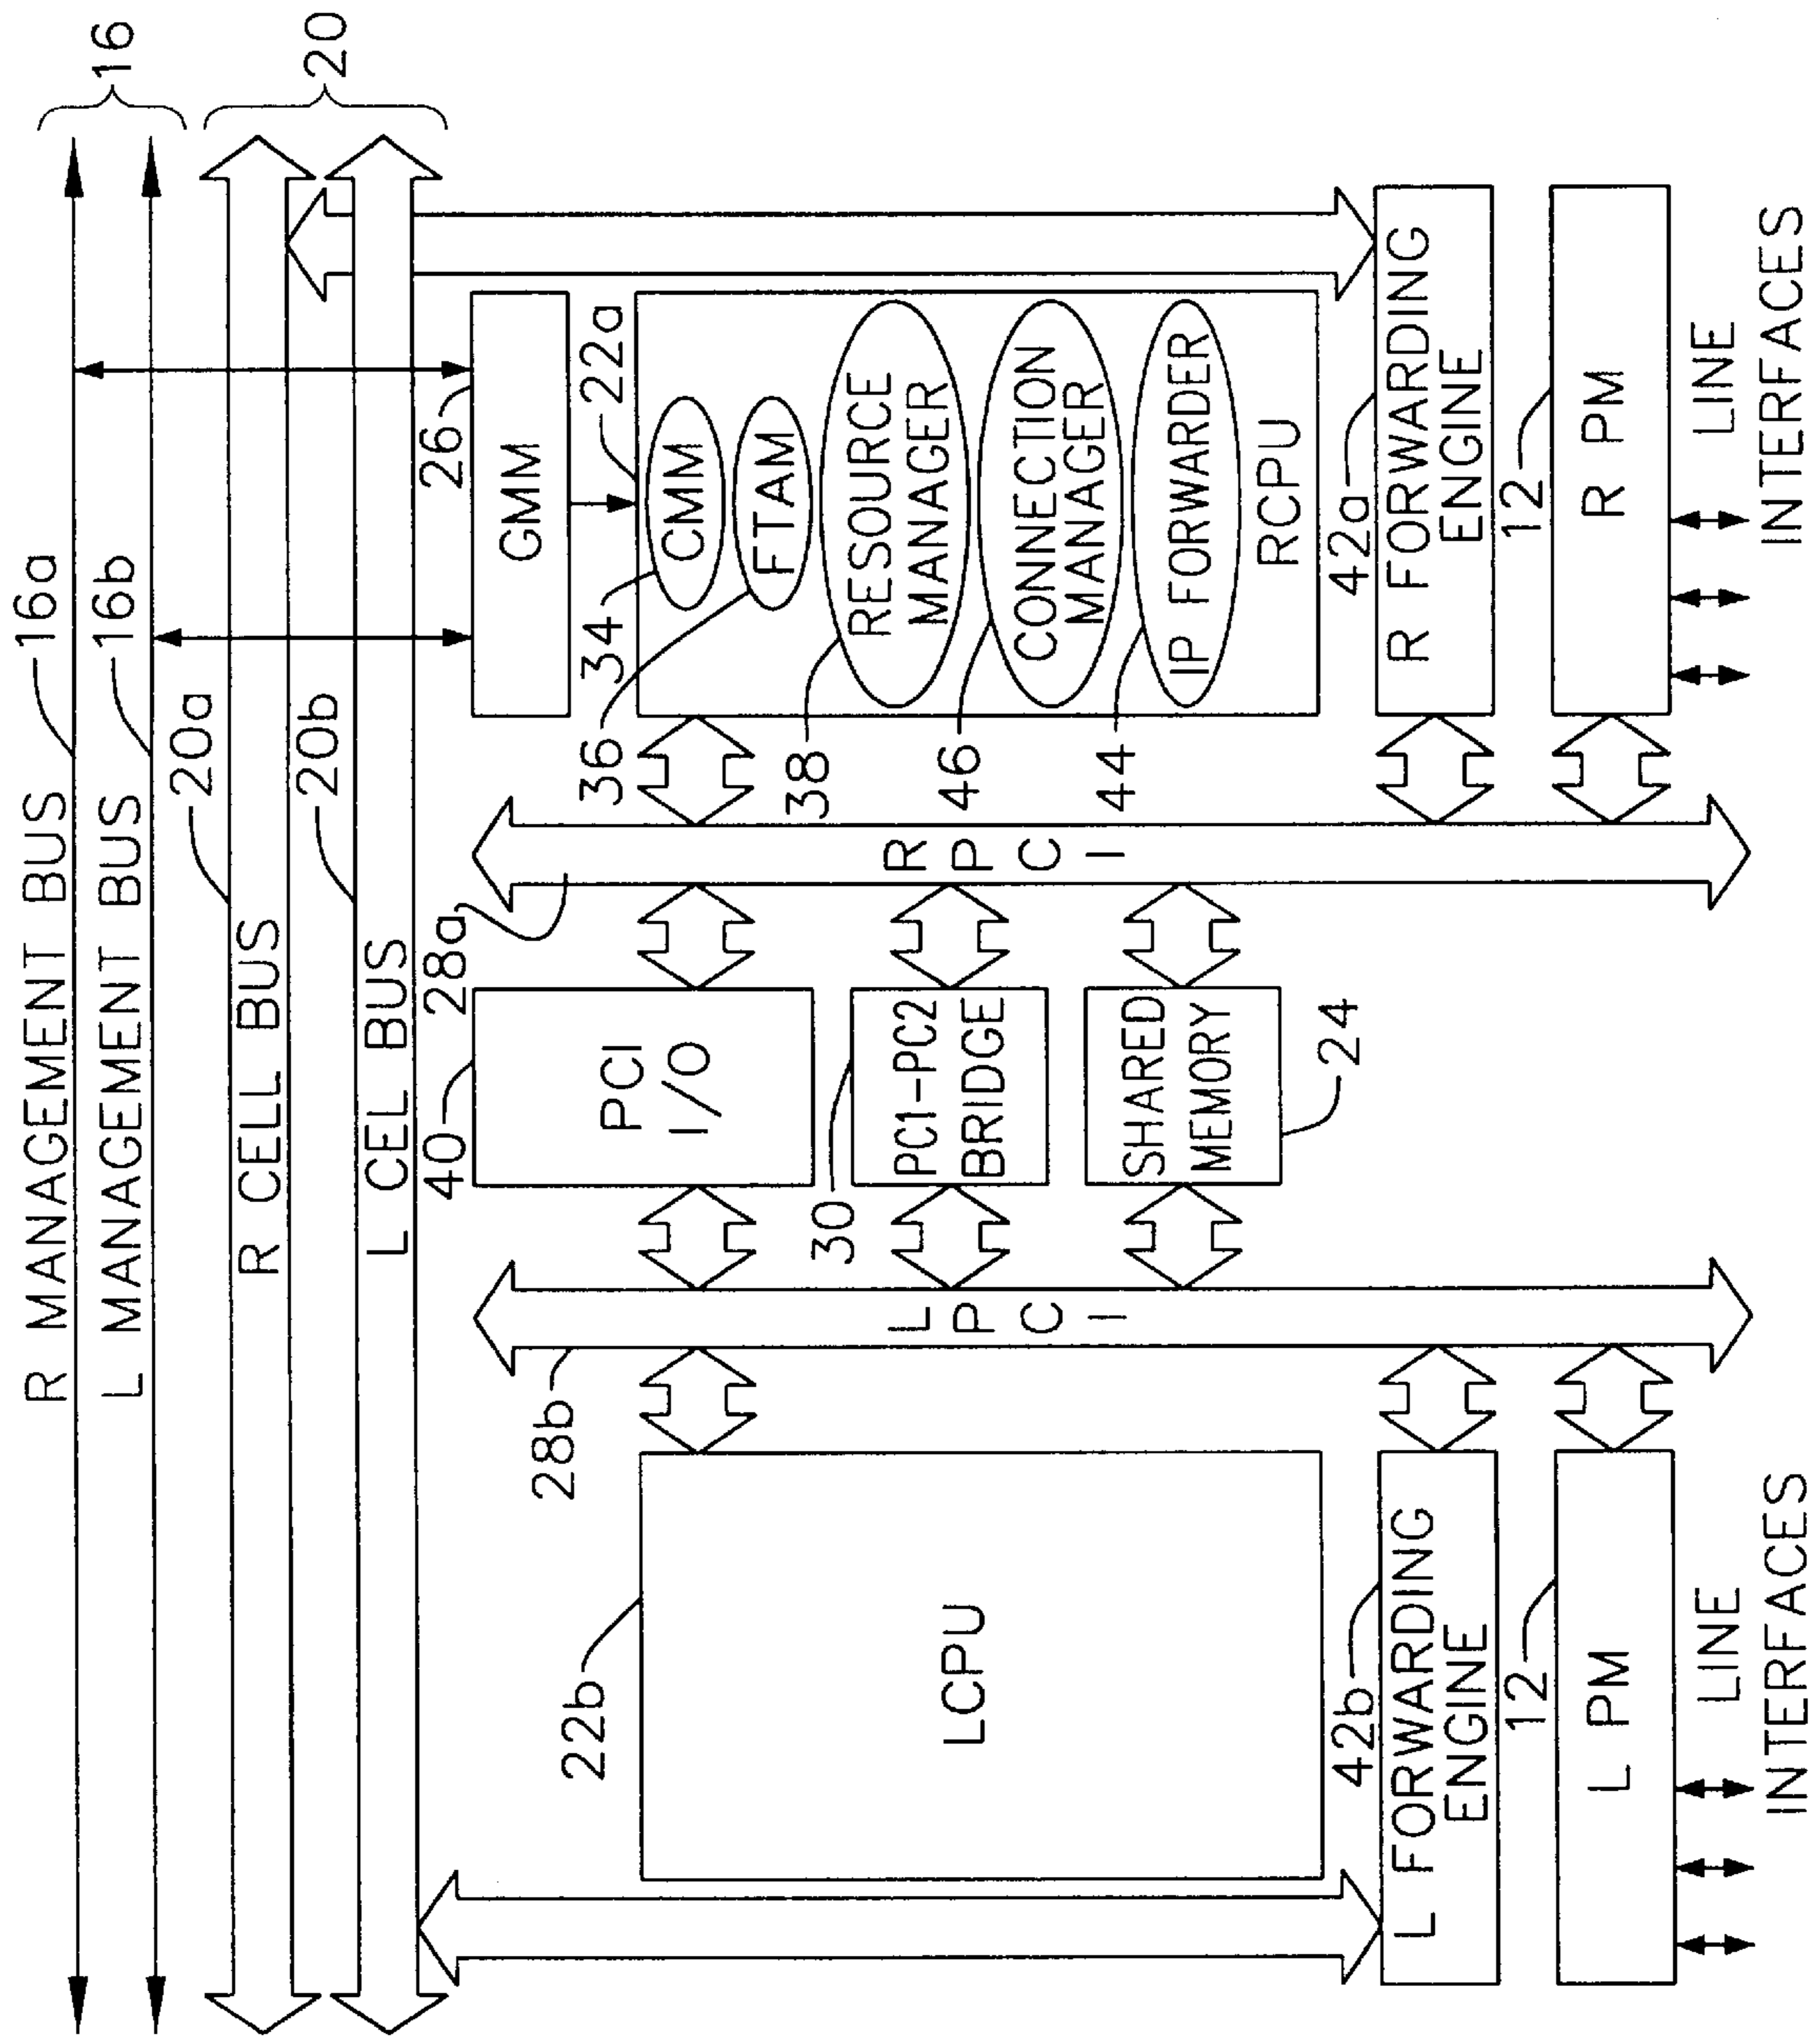 R MANAGEMENT BUS
16a
16
L MANAGEMENT BUS
16b
R CELL BUS
20a
20
L CEL BUS
20b
40
28a
26
GMM
PCI
I/O
22b
28b
34
22a
CMM
36
FTAM
38
RESOURCE
MANAGER
LCPU
L
P
C
I
30
PC1-PC2
BRIDGE
R
P
C
I
46
CONNECTION
MANAGER
SHARED
MEMORY
24
44
IP FORWARDER
RCPU
42b
L FORWARDING
ENGINE
42a
R FORWARDING
ENGINE
12
L PM
12
R PM
LINE
INTERFACES
LINE
INTERFACES